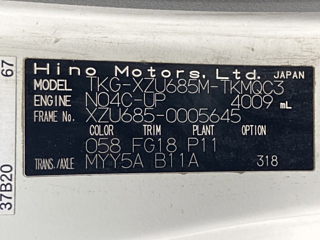 Hino Motors, Ltd. JAPAN
MODEL TKG-XZU685M-TKMQC3
ENGINE N04C-UP 4009 mL
FRAME No. XZU685-0005645
COLOR TRIM PLANT OPTION
058 FG18 P11
TRANS./AXLE MYY5A B11A 318
67
37B20